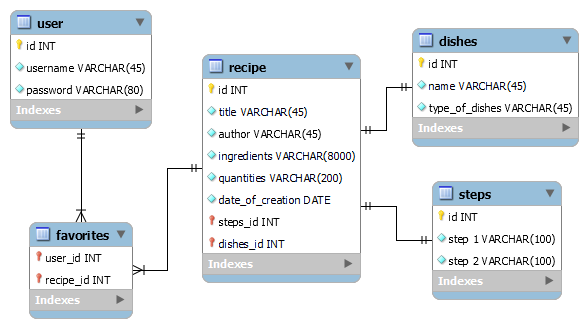 user
id INT
username VARCHAR(45)
password VARCHAR(80)
Indexes
favorites
user_id INT
recipe_id INT
Indexes
recipe
id INT
title VARCHAR(45)
author VARCHAR(45)
ingredients VARCHAR(8000)
quantities VARCHAR(200)
date_of_creation DATE
steps_id INT
dishes_id INT
Indexes
dishes
id INT
name VARCHAR(45)
type_of_dishes VARCHAR(45)
Indexes
steps
id INT
step 1 VARCHAR(100)
step 2 VARCHAR(100)
Indexes